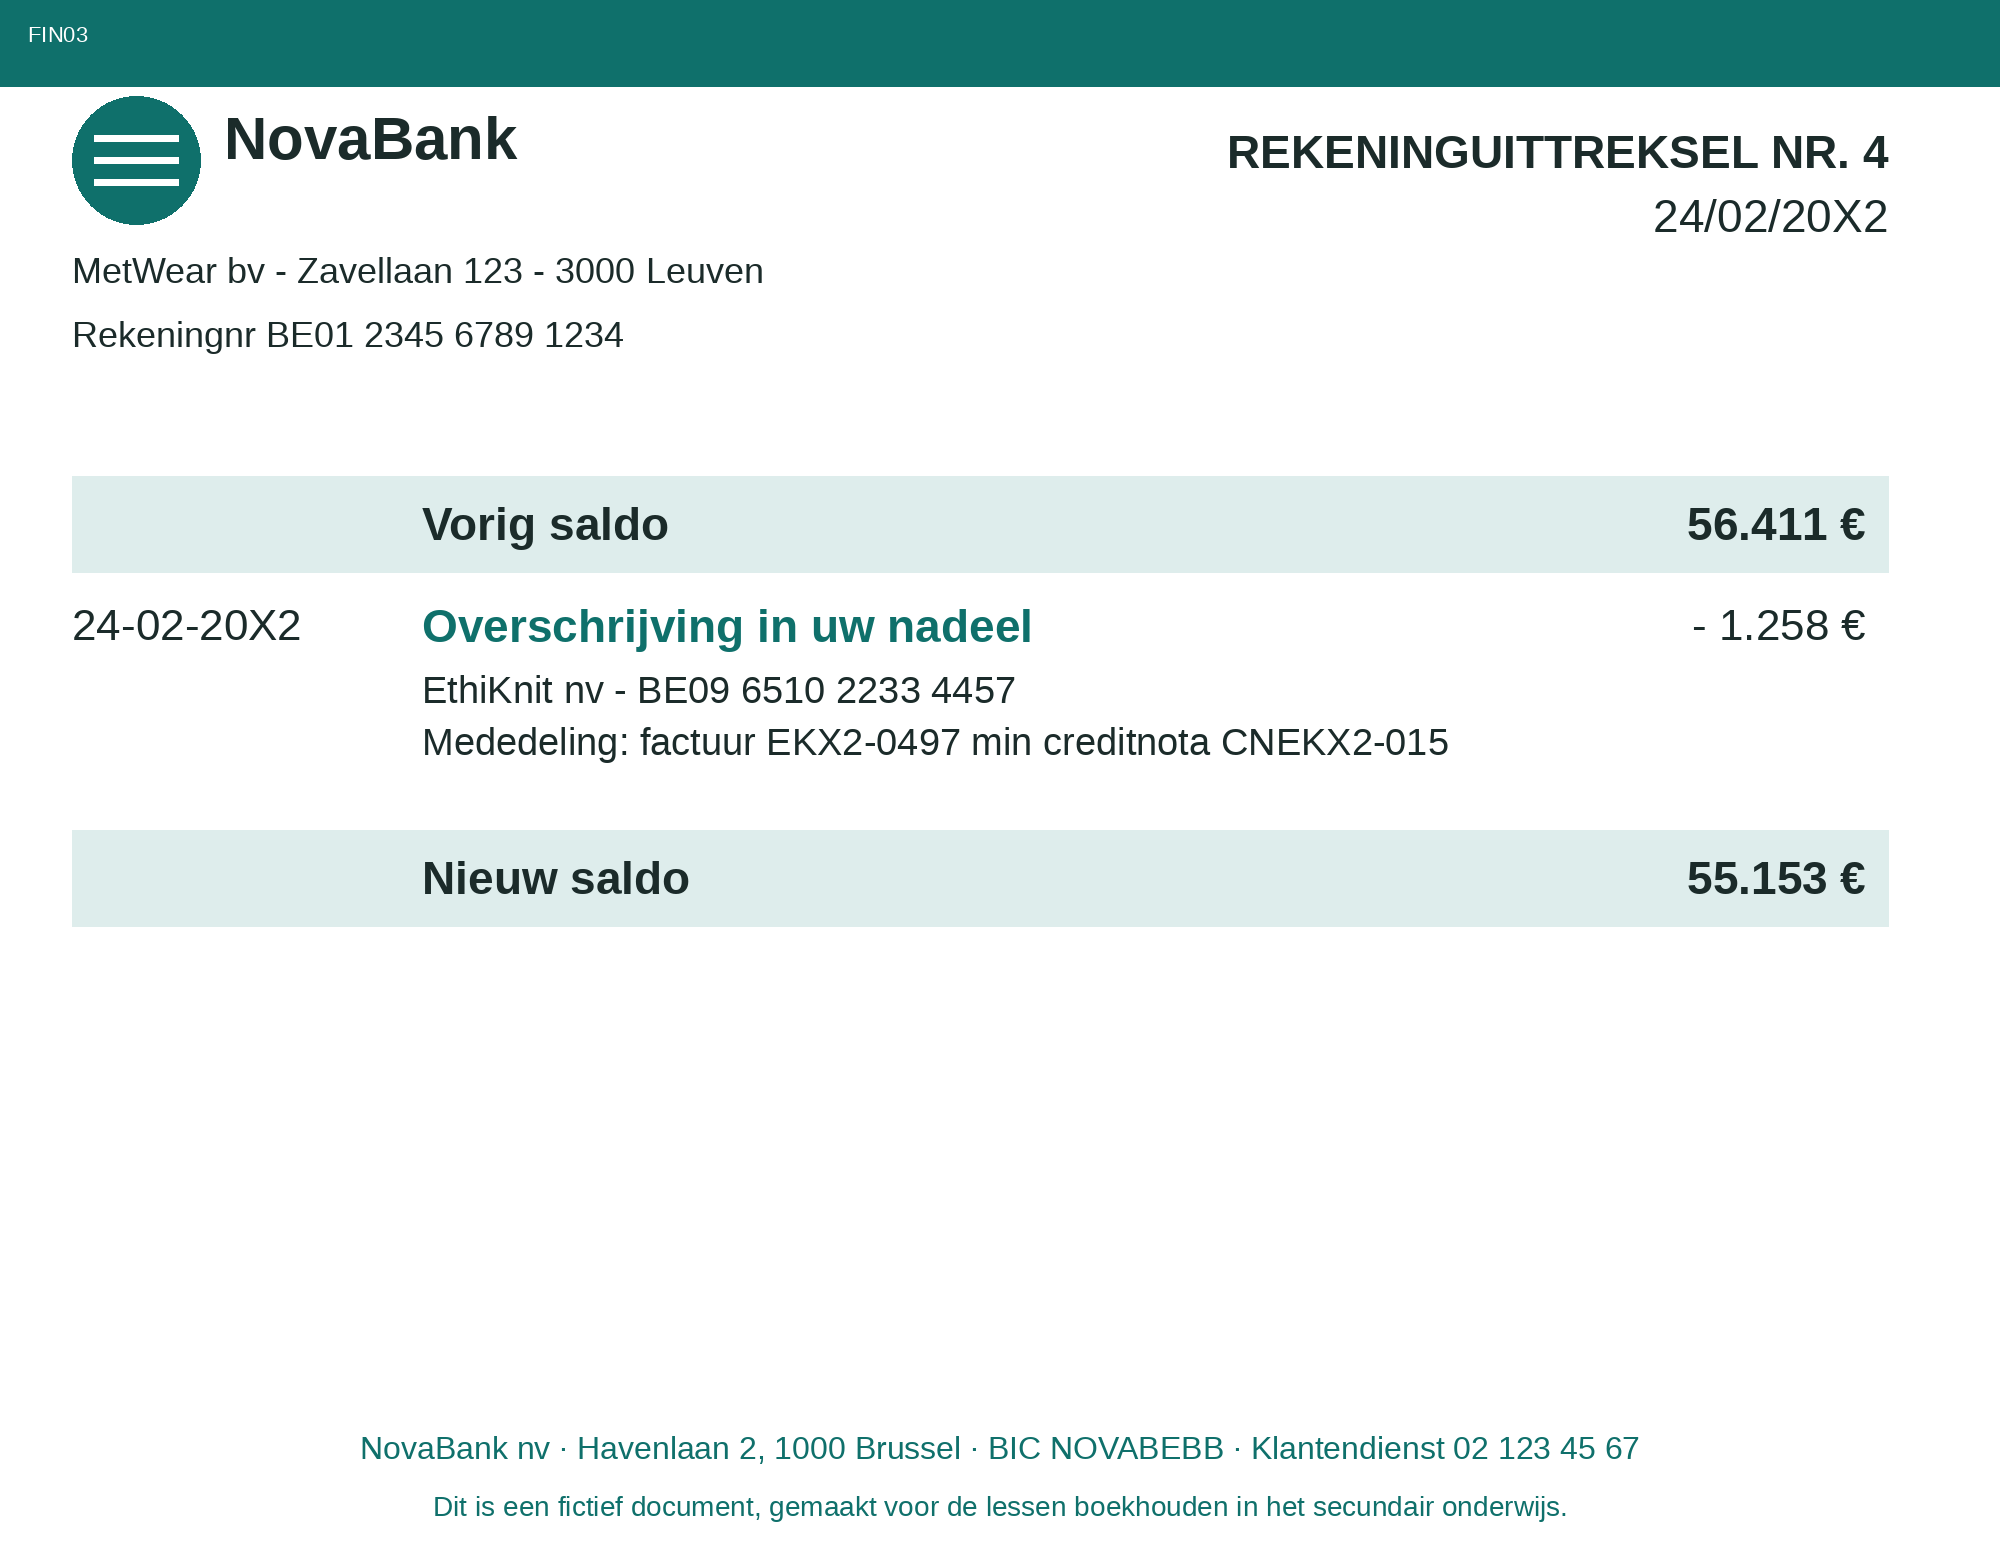 FIN03
NovaBank
REKENINGUITTREKSEL NR. 4
24/02/20X2
MetWear bv - Zavellaan 123 - 3000 Leuven
Rekeningnr BE01 2345 6789 1234
Vorig saldo 56.411 €
24-02-20X2 Overschrijving in uw nadeel - 1.258 €
EthiKnit nv - BE09 6510 2233 4457
Mededeling: factuur EKX2-0497 min creditnota CNEKX2-015
Nieuw saldo 55.153 €
NovaBank nv · Havenlaan 2, 1000 Brussel · BIC NOVABEBB · Klantendienst 02 123 45 67
Dit is een fictief document, gemaakt voor de lessen boekhouden in het secundair onderwijs.